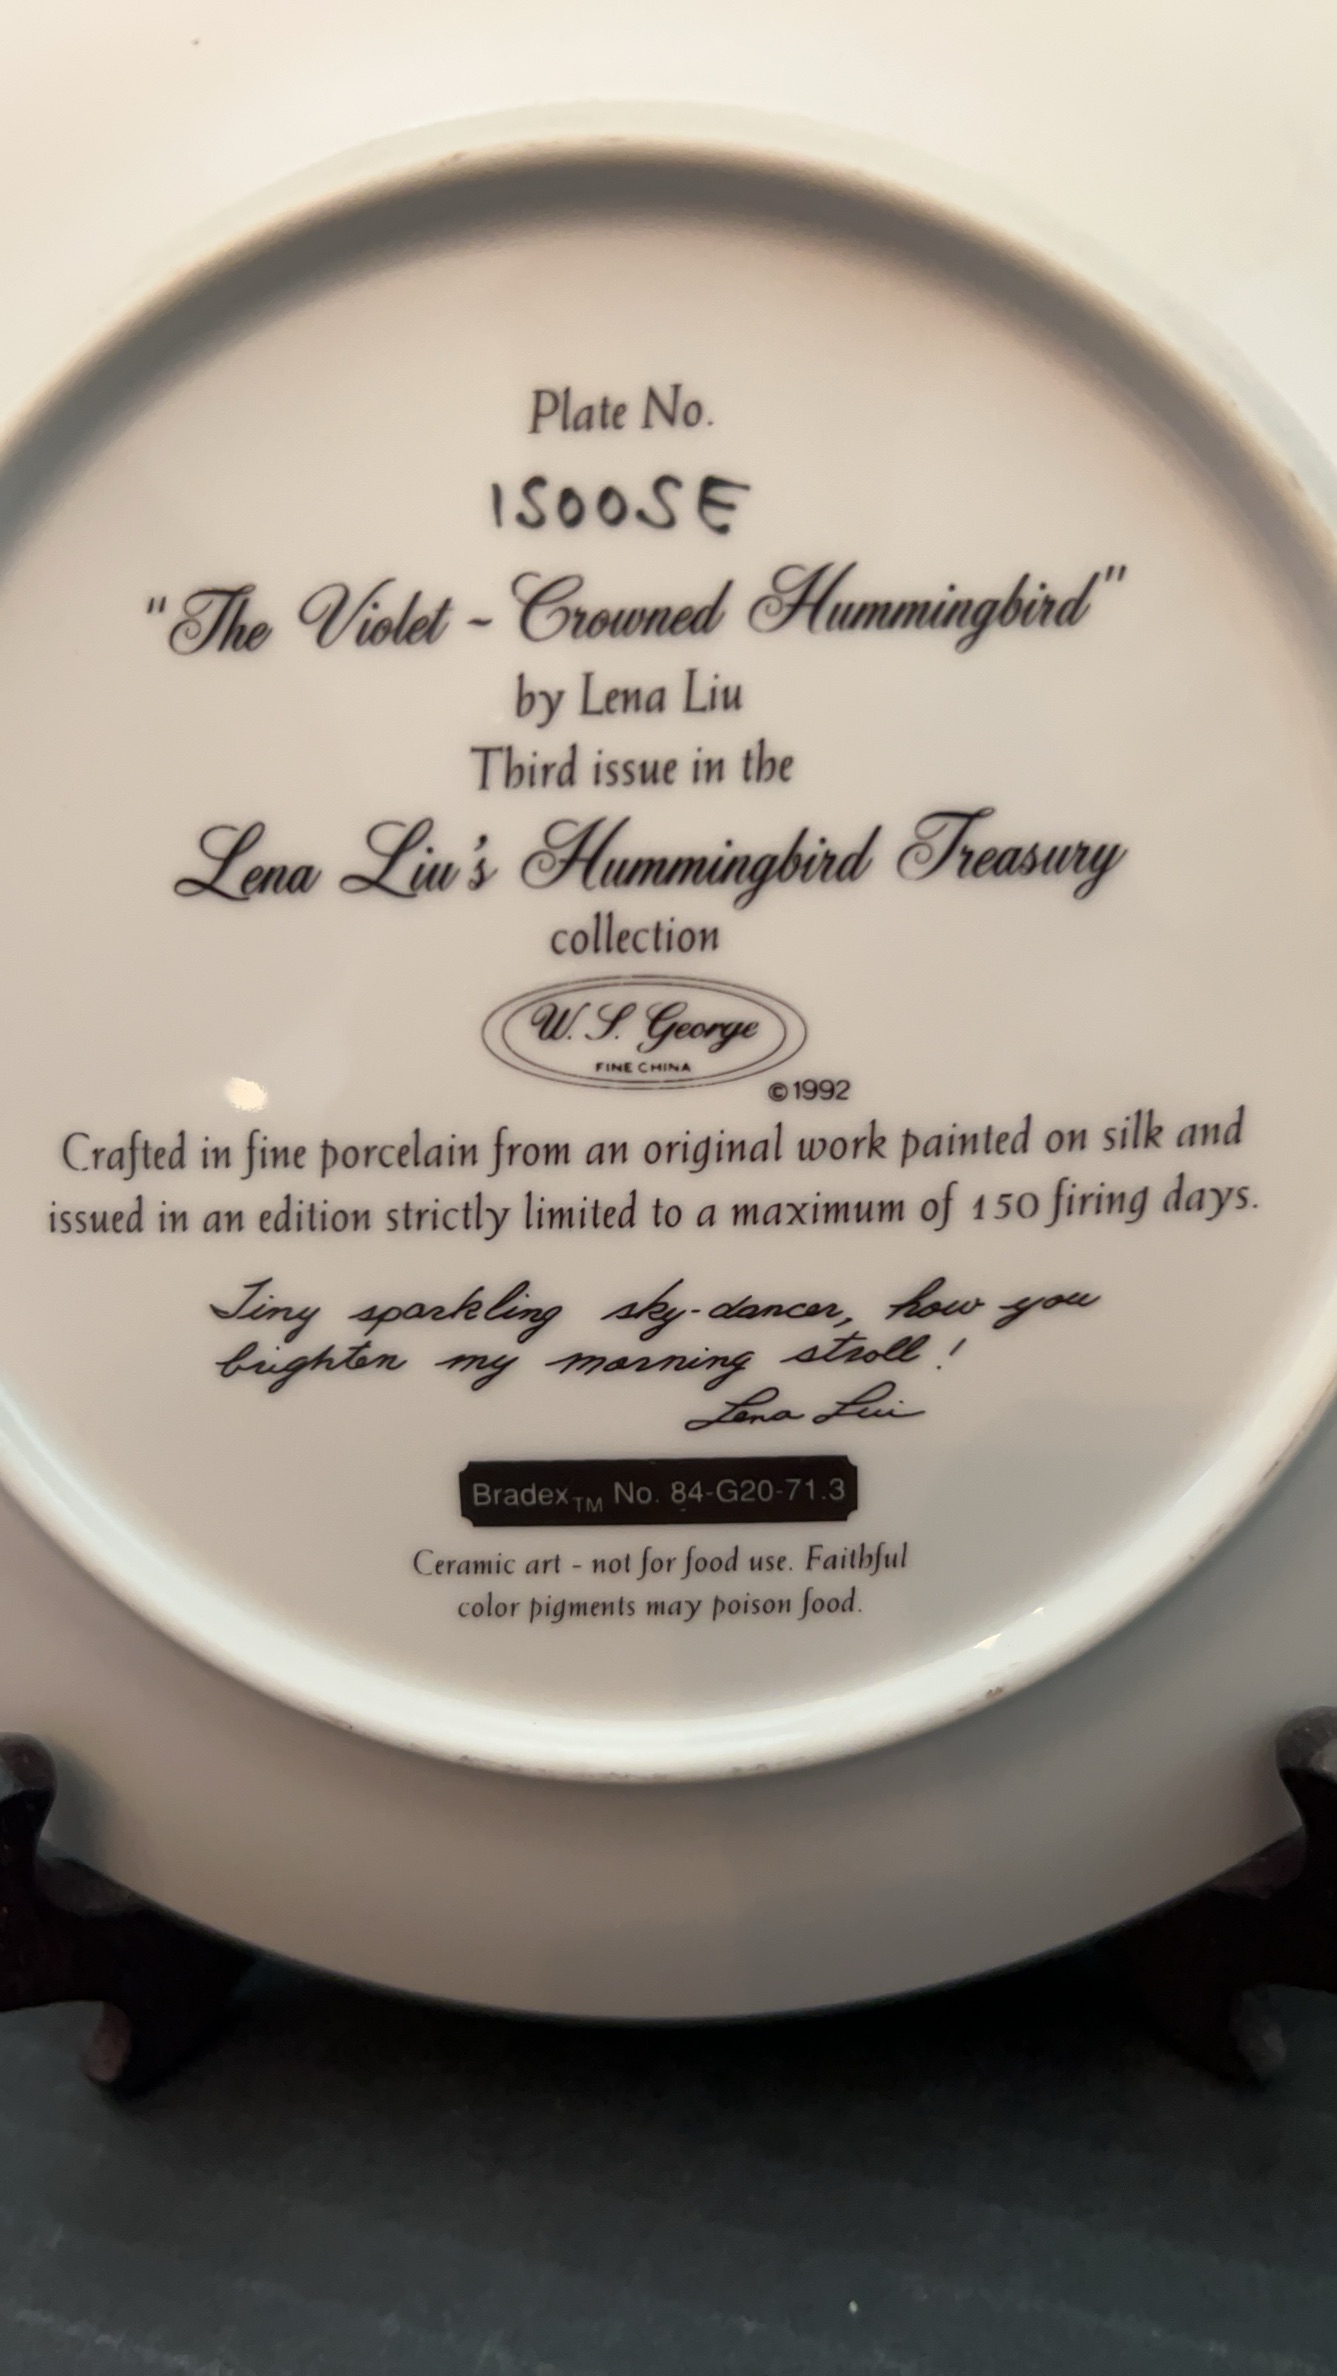 Plate No.
1500SE
"The Violet - Crowned Hummingbird"
by Lena Liu
Third issue in the
Lena Liu's Hummingbird Treasury
collection
W. S. George
FINE CHINA
©1992
Crafted in fine porcelain from an original work painted on silk and
issued in an edition strictly limited to a maximum of 150 firing days.
Tiny sparkling sky-dancer, how you
brighten my morning stroll!
Lena Liu
Bradex TM No. 84-G20-71.3
Ceramic art - not for food use. Faithful
color pigments may poison food.